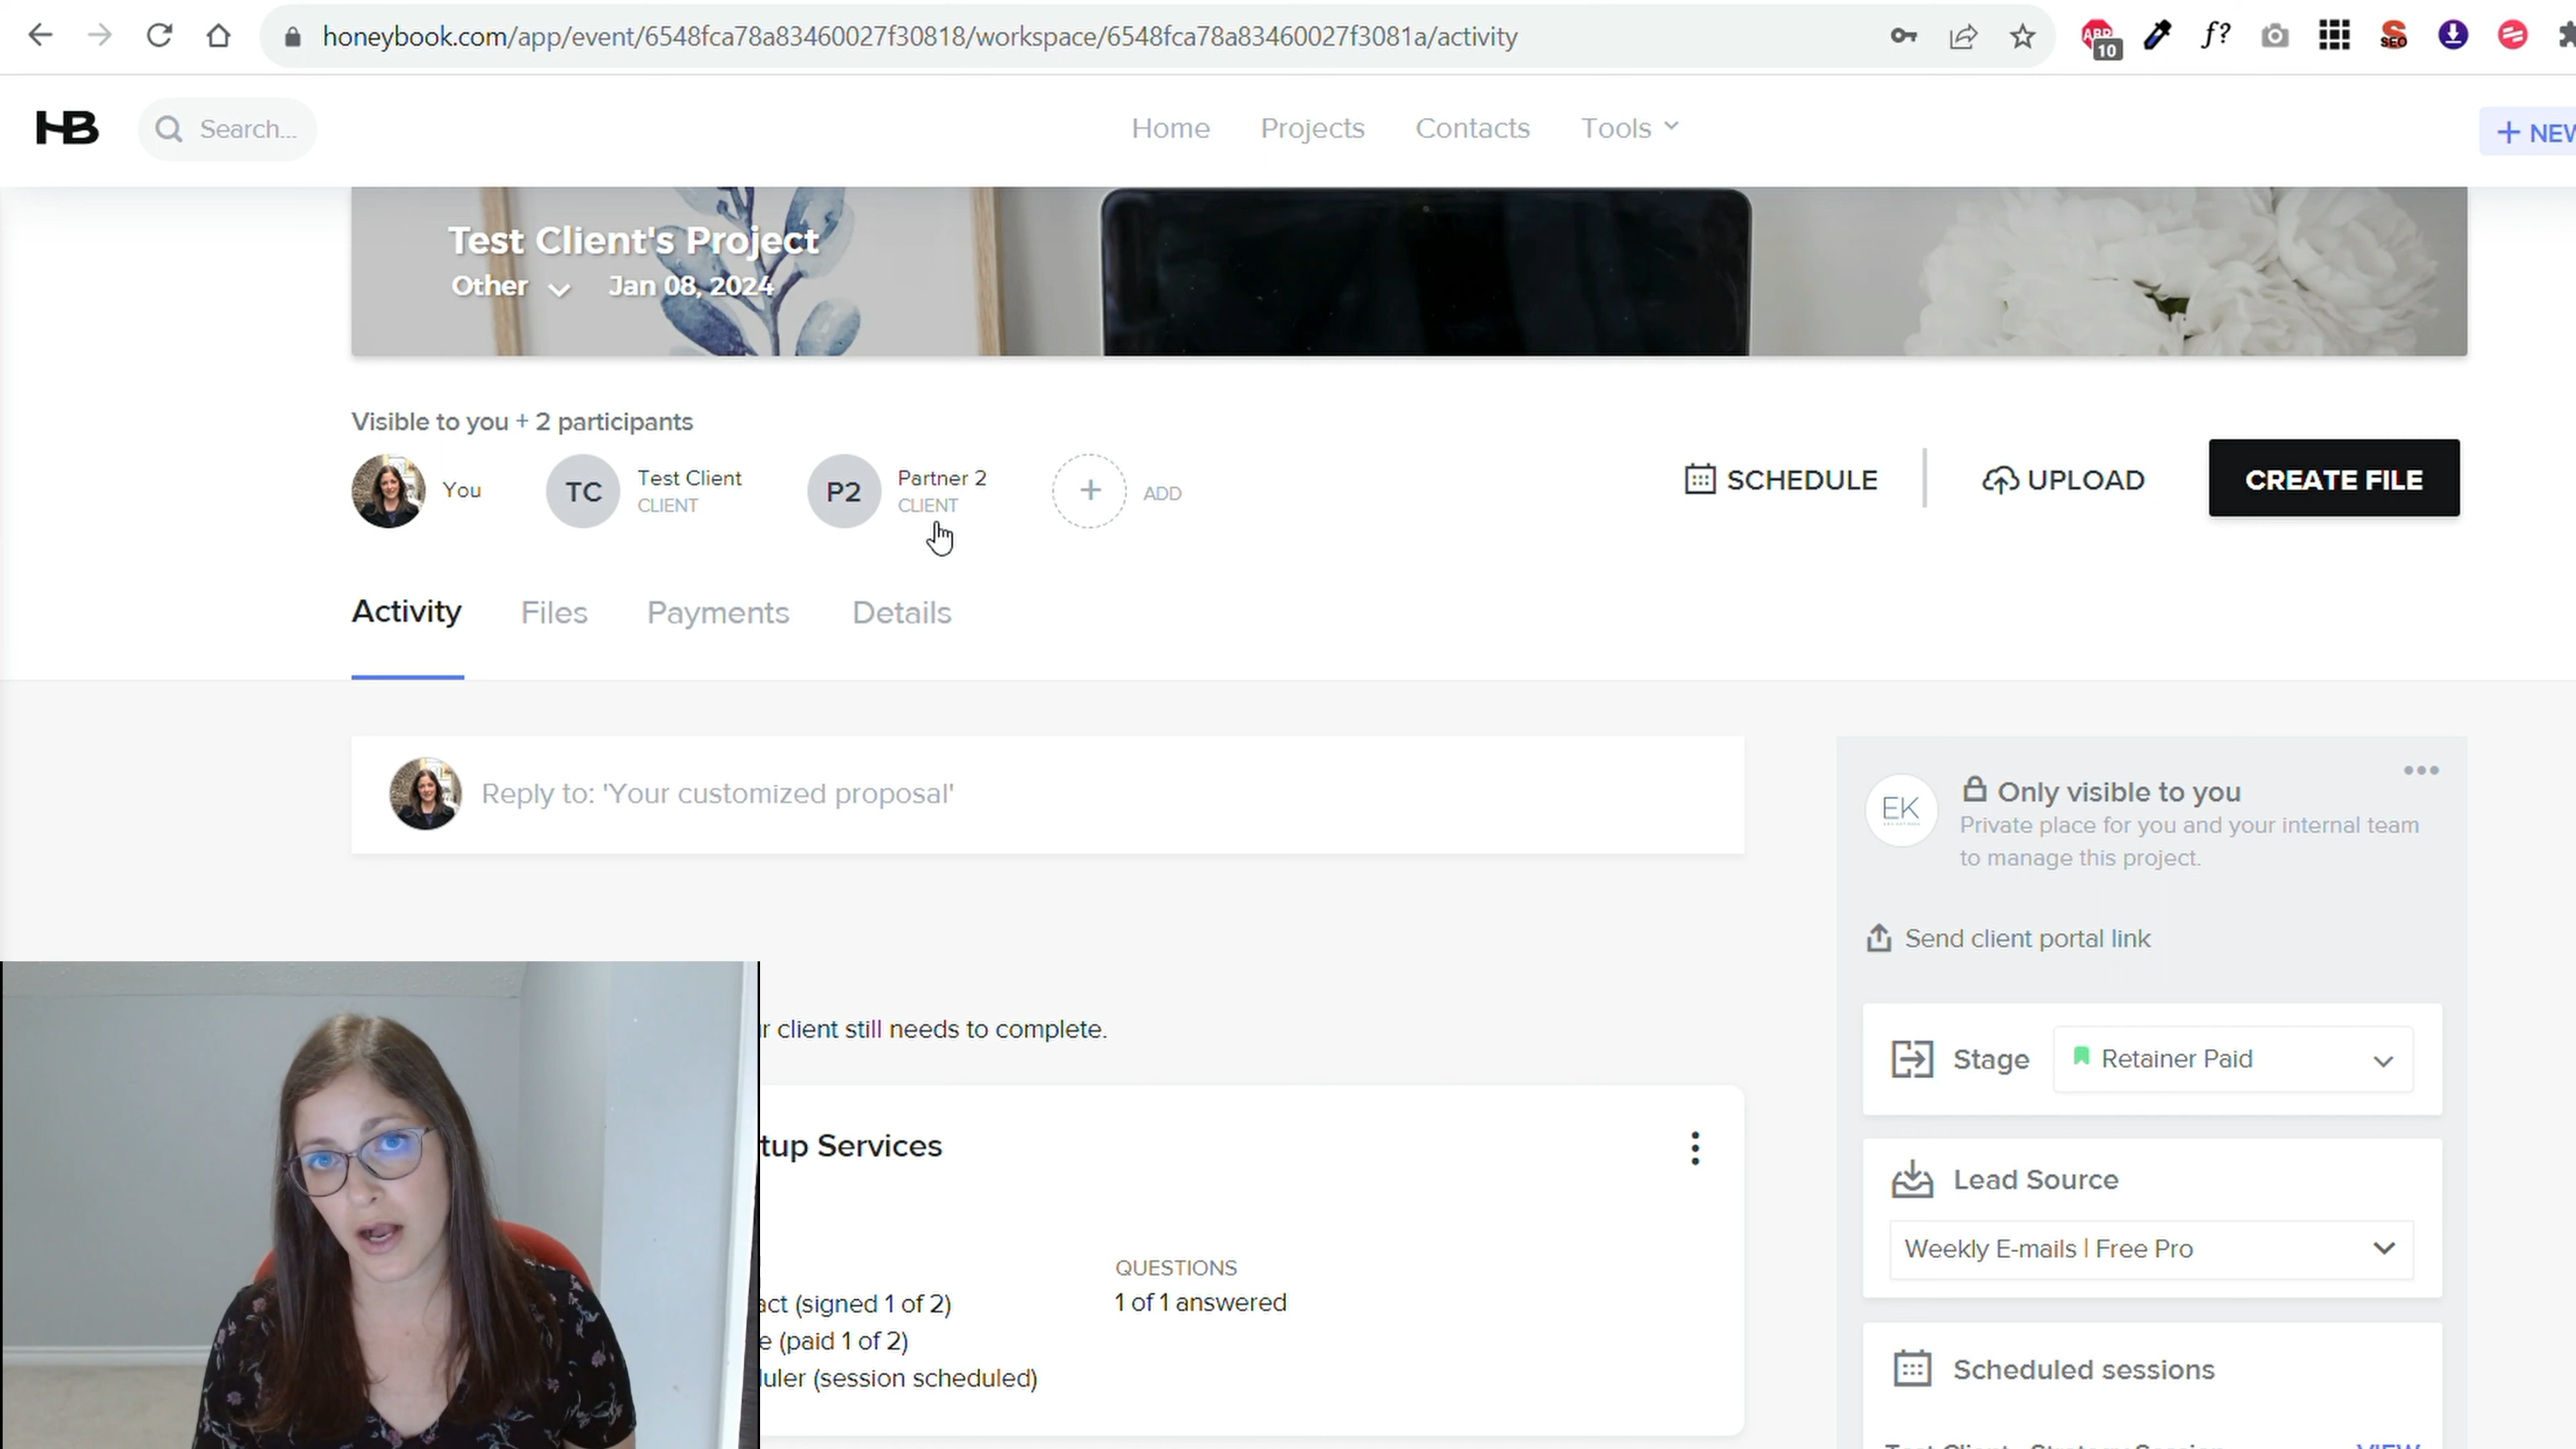 honeybook.com/app/event/6548fca78a83460027f30818/workspace/6548fca78a83460027f3081a/activity
ABP
10
f?
SEO
HB
Search...
Home
Projects
Contacts
Tools
+ NEW
Test Client's Project
Other
Jan 08, 2024
Visible to you + 2 participants
You
TC
Test Client
CLIENT
P2
Partner 2
CLIENT
+
ADD
SCHEDULE
UPLOAD
CREATE FILE
Activity
Files
Payments
Details
Reply to: 'Your customized proposal'
EK
Only visible to you
Private place for you and your internal team
to manage this project.
Send client portal link
client still needs to complete.
Stage
Retainer Paid
Services
Lead Source
Weekly E-mails | Free Pro
QUESTIONS
1 of 1 answered
(signed 1 of 2)
(paid 1 of 2)
(session scheduled)
Scheduled sessions